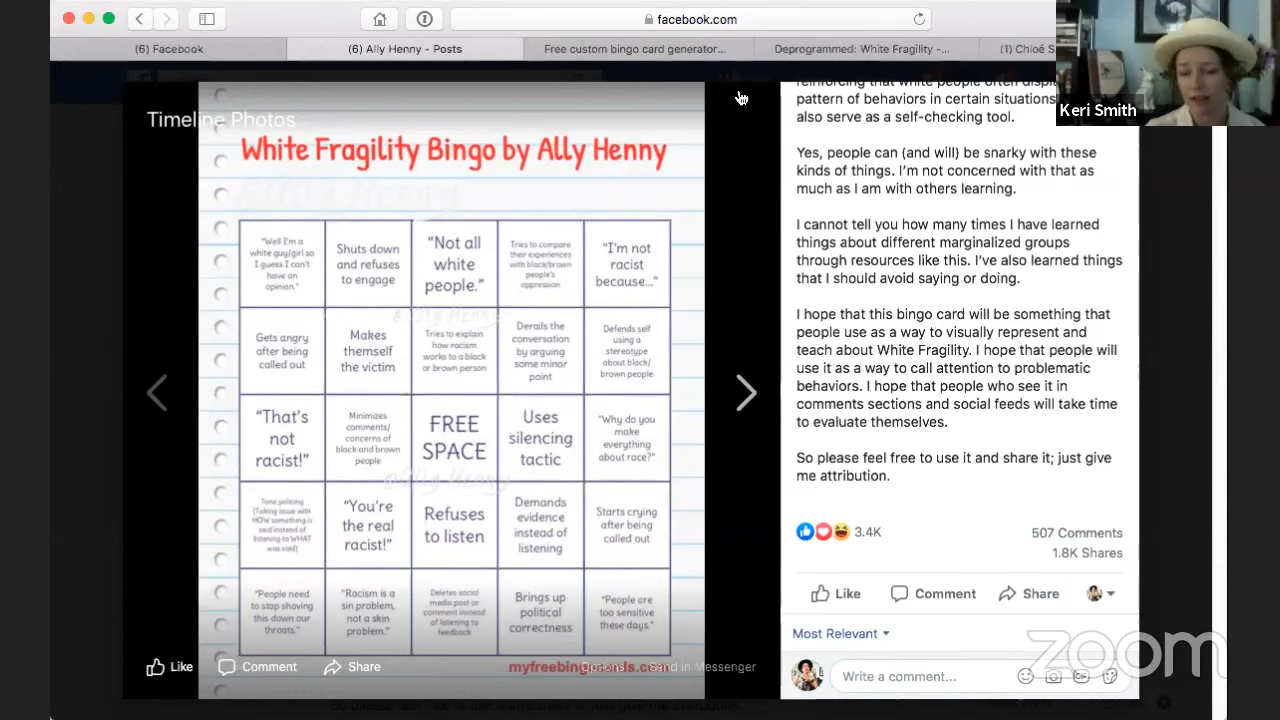 facebook.com
(6) Facebook
(6) Ally Henny - Posts
Free custom bingo card generator...
Deprogrammed: White Fragility -...
(1) Chloé S
Keri Smith
Timeline Photos
White Fragility Bingo by Ally Henny
"Well I'm a
white guy/girl so
I guess I can't
have an
opinion."
Shuts down
and refuses
to engage
"Not all
white
people."
Tries to compare
their experiences
with black/brown
people's
oppression
"I'm not
racist
because..."
Gets angry
after being
called out
Makes
themself
the victim
Tries to explain
how racism
works to a black
or brown person
Derails the
conversation
by arguing
some minor
point
Defends self
using a
stereotype
about black/
brown people
"That's
not
racist!"
Minimizes
comments/
concerns of
black and brown
people
FREE
SPACE
Uses
silencing
tactic
"Why do you
make
everything
about race?"
Tone policing
(Taking issue with
HOW something is
said instead of
listening to WHAT
was said)
"You're
the real
racist!"
Refuses
to listen
Demands
evidence
instead of
listening
Starts crying
after being
called out
"People need
to stop shoving
this down our
throats."
"Racism is a
sin problem,
not a skin
problem."
Deletes social
media post or
comment instead
of listening to
feedback
Brings up
political
correctness
"People are
too sensitive
these days."
@Ally Henny
@Ally Henny
Like
Comment
Share
Options
Send in Messenger
reinforcing that white people often
pattern of behaviors in certain situations
also serve as a self-checking tool.
Yes, people can (and will) be snarky with these
kinds of things. I'm not concerned with that as
much as I am with others learning.
I cannot tell you how many times I have learned
things about different marginalized groups
through resources like this. I've also learned things
that I should avoid saying or doing.
I hope that this bingo card will be something that
people use as a way to visually represent and
teach about White Fragility. I hope that people will
use it as a way to call attention to problematic
behaviors. I hope that people who see it in
comments sections and social feeds will take time
to evaluate themselves.
So please feel free to use it and share it; just give
me attribution.
3.4K
507 Comments
1.8K Shares
Like
Comment
Share
Most Relevant
Write a comment...
GIF
zoom